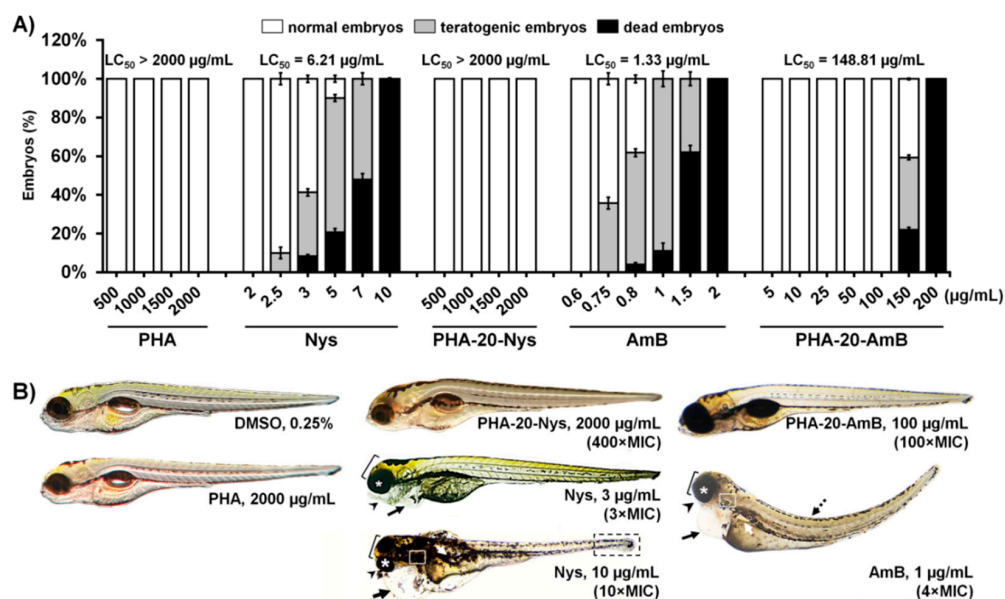 A)
normal embryos teratogenic embryos dead embryos
120%
100%
80%
60%
40%
20%
0%
Embryos (%)
LC50 > 2000 µg/mL LC50 = 6.21 µg/mL LC50 > 2000 µg/mL LC50 = 1.33 µg/mL LC50 = 148.81 µg/mL
500 1000 1500 2000 2 2.5 3 5 7 10 500 1000 1500 2000 0.6 0.75 0.8 1 1.5 2 5 10 25 50 100 150 200 (µg/mL)
PHA Nys PHA-20-Nys AmB PHA-20-AmB
B)
DMSO, 0.25%
PHA-20-Nys, 2000 µg/mL
(400×MIC)
PHA-20-AmB, 100 µg/mL
(100×MIC)
PHA, 2000 µg/mL
*
Nys, 3 µg/mL
(3×MIC)
*
Nys, 10 µg/mL
(10×MIC)
*
AmB, 1 µg/mL
(4×MIC)